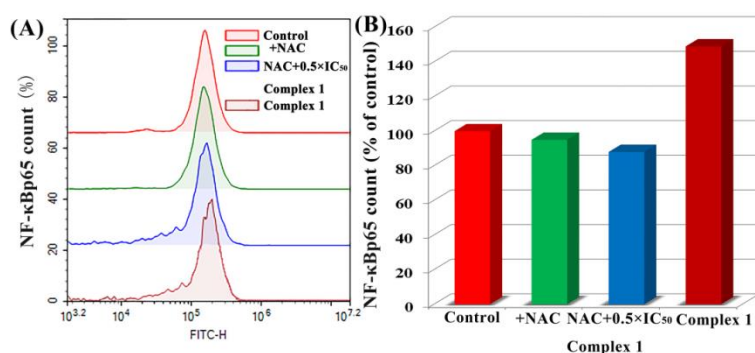 (A)
NF-κBp65 count (%)
100
80
60
40
20
0
Control
+NAC
NAC+0.5×IC₅₀
Complex 1
Complex 1
10^3.2 10^4 10^5 10^6 10^7.2
FITC-H
(B)
NF-κBp65 count (% of control)
160
140
120
100
80
60
40
20
0
Control +NAC NAC+0.5×IC₅₀ Complex 1
Complex 1